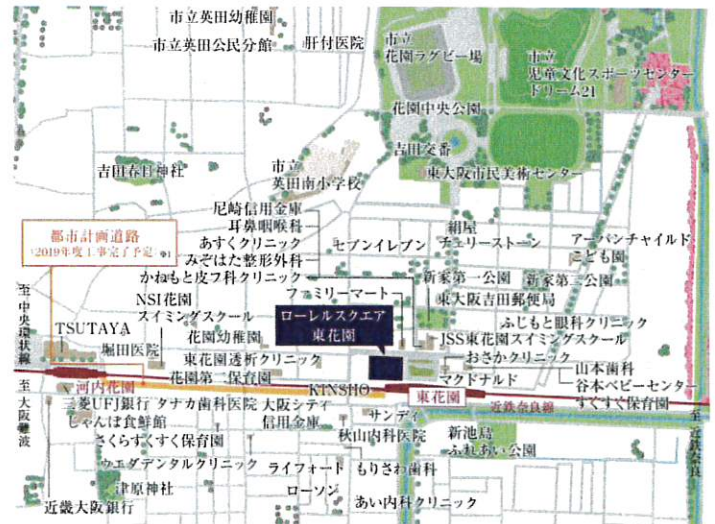 市立英田幼稚園
市立英田公民分館
肝付医院
市立
花園ラグビー場
市立
児童文化スポーツセンター
ドリーム21
花園中央公園
吉田交番
東大阪市民美術センター
吉田春日神社
市立
英田南小学校
尼崎信用金庫
耳鼻咽喉科
あすくクリニック
みぞはた整形外科
かねもと皮フ科クリニック
セブンイレブン
絹屋
チェリーストーン
アーバンチャイルド
こども園
新家第一公園
新家第二公園
ファミリーマート
東大阪吉田郵便局
都市計画道路
(2019年度工事完了予定)※1
至中央環状線
NSI花園
スイミングスクール
ローレルスクエア
東花園
ふじもと眼科クリニック
TSUTAYA
堀田医院
花園幼稚園
JSS東花園スイミングスクール
東花園透析クリニック
おさかクリニック
山本歯科
花園第二保育園
マクドナルド
谷本ベビーセンター
すくすく保育園
河内花園
KINSHO
東花園
近鉄奈良線
至大阪難波
至近鉄奈良
三菱UFJ銀行
タナカ歯科医院
大阪シティ
信用金庫
サンディ
じゃんぼ食鮮館
さくらすくすく保育園
秋山内科医院
新池島
ふれあい公園
ウエダデンタルクリニック
ライフォート
もりさわ歯科
津原神社
ローソン
近畿大阪銀行
あい内科クリニック